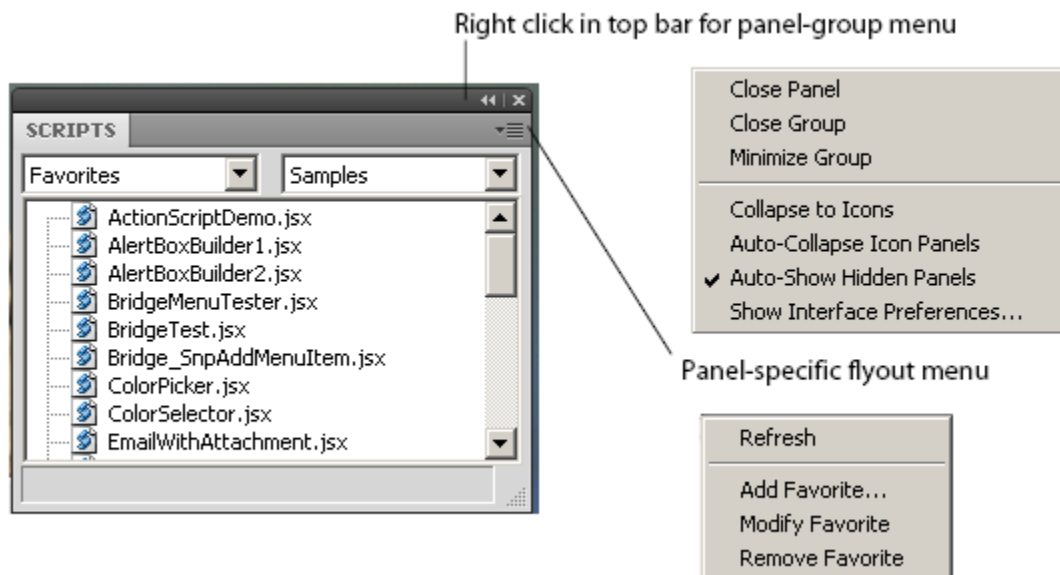 Right click in top bar for panel-group menu
SCRIPTS
Favorites
Samples
ActionScriptDemo.jsx
AlertBoxBuilder1.jsx
AlertBoxBuilder2.jsx
BridgeMenuTester.jsx
BridgeTest.jsx
Bridge_SnpAddMenuItem.jsx
ColorPicker.jsx
ColorSelector.jsx
EmailWithAttachment.jsx
Close Panel
Close Group
Minimize Group
Collapse to Icons
Auto-Collapse Icon Panels
Auto-Show Hidden Panels
Show Interface Preferences...
Panel-specific flyout menu
Refresh
Add Favorite...
Modify Favorite
Remove Favorite